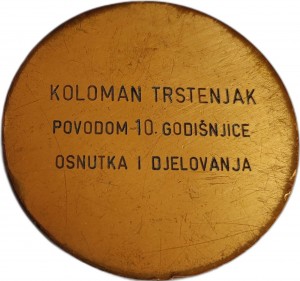 KOLOMAN TRSTENJAK
POVODOM 10. GODIŠNJICE
OSNUTKA I DJELOVANJA